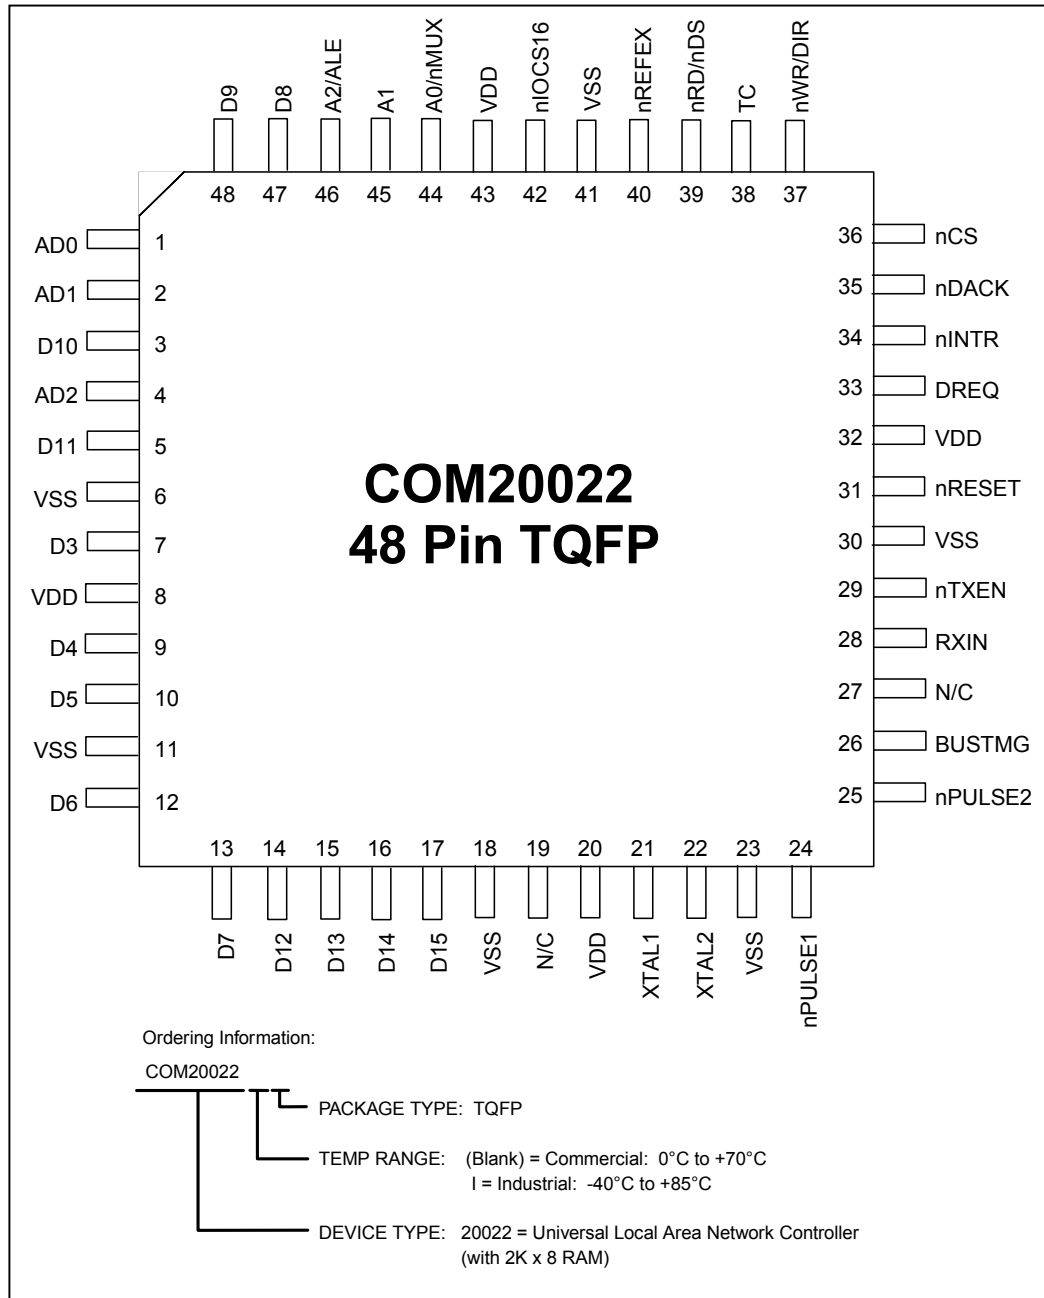 D9
D8
A2/ALE
A1
A0/nMUX
VDD
nIOCS16
VSS
nREFEX
nRD/nDS
TC
nWR/DIR
48 47 46 45 44 43 42 41 40 39 38 37
AD0 1
AD1 2
D10 3
AD2 4
D11 5
VSS 6
D3 7
VDD 8
D4 9
D5 10
VSS 11
D6 12
36 nCS
35 nDACK
34 nINTR
33 DREQ
32 VDD
31 nRESET
30 VSS
29 nTXEN
28 RXIN
27 N/C
26 BUSTMG
25 nPULSE2
COM20022
48 Pin TQFP
13 14 15 16 17 18 19 20 21 22 23 24
D7
D12
D13
D14
D15
VSS
N/C
VDD
XTAL1
XTAL2
VSS
nPULSE1
Ordering Information:
COM20022
PACKAGE TYPE: TQFP
TEMP RANGE: (Blank) = Commercial: 0°C to +70°C
I = Industrial: -40°C to +85°C
DEVICE TYPE: 20022 = Universal Local Area Network Controller
(with 2K x 8 RAM)